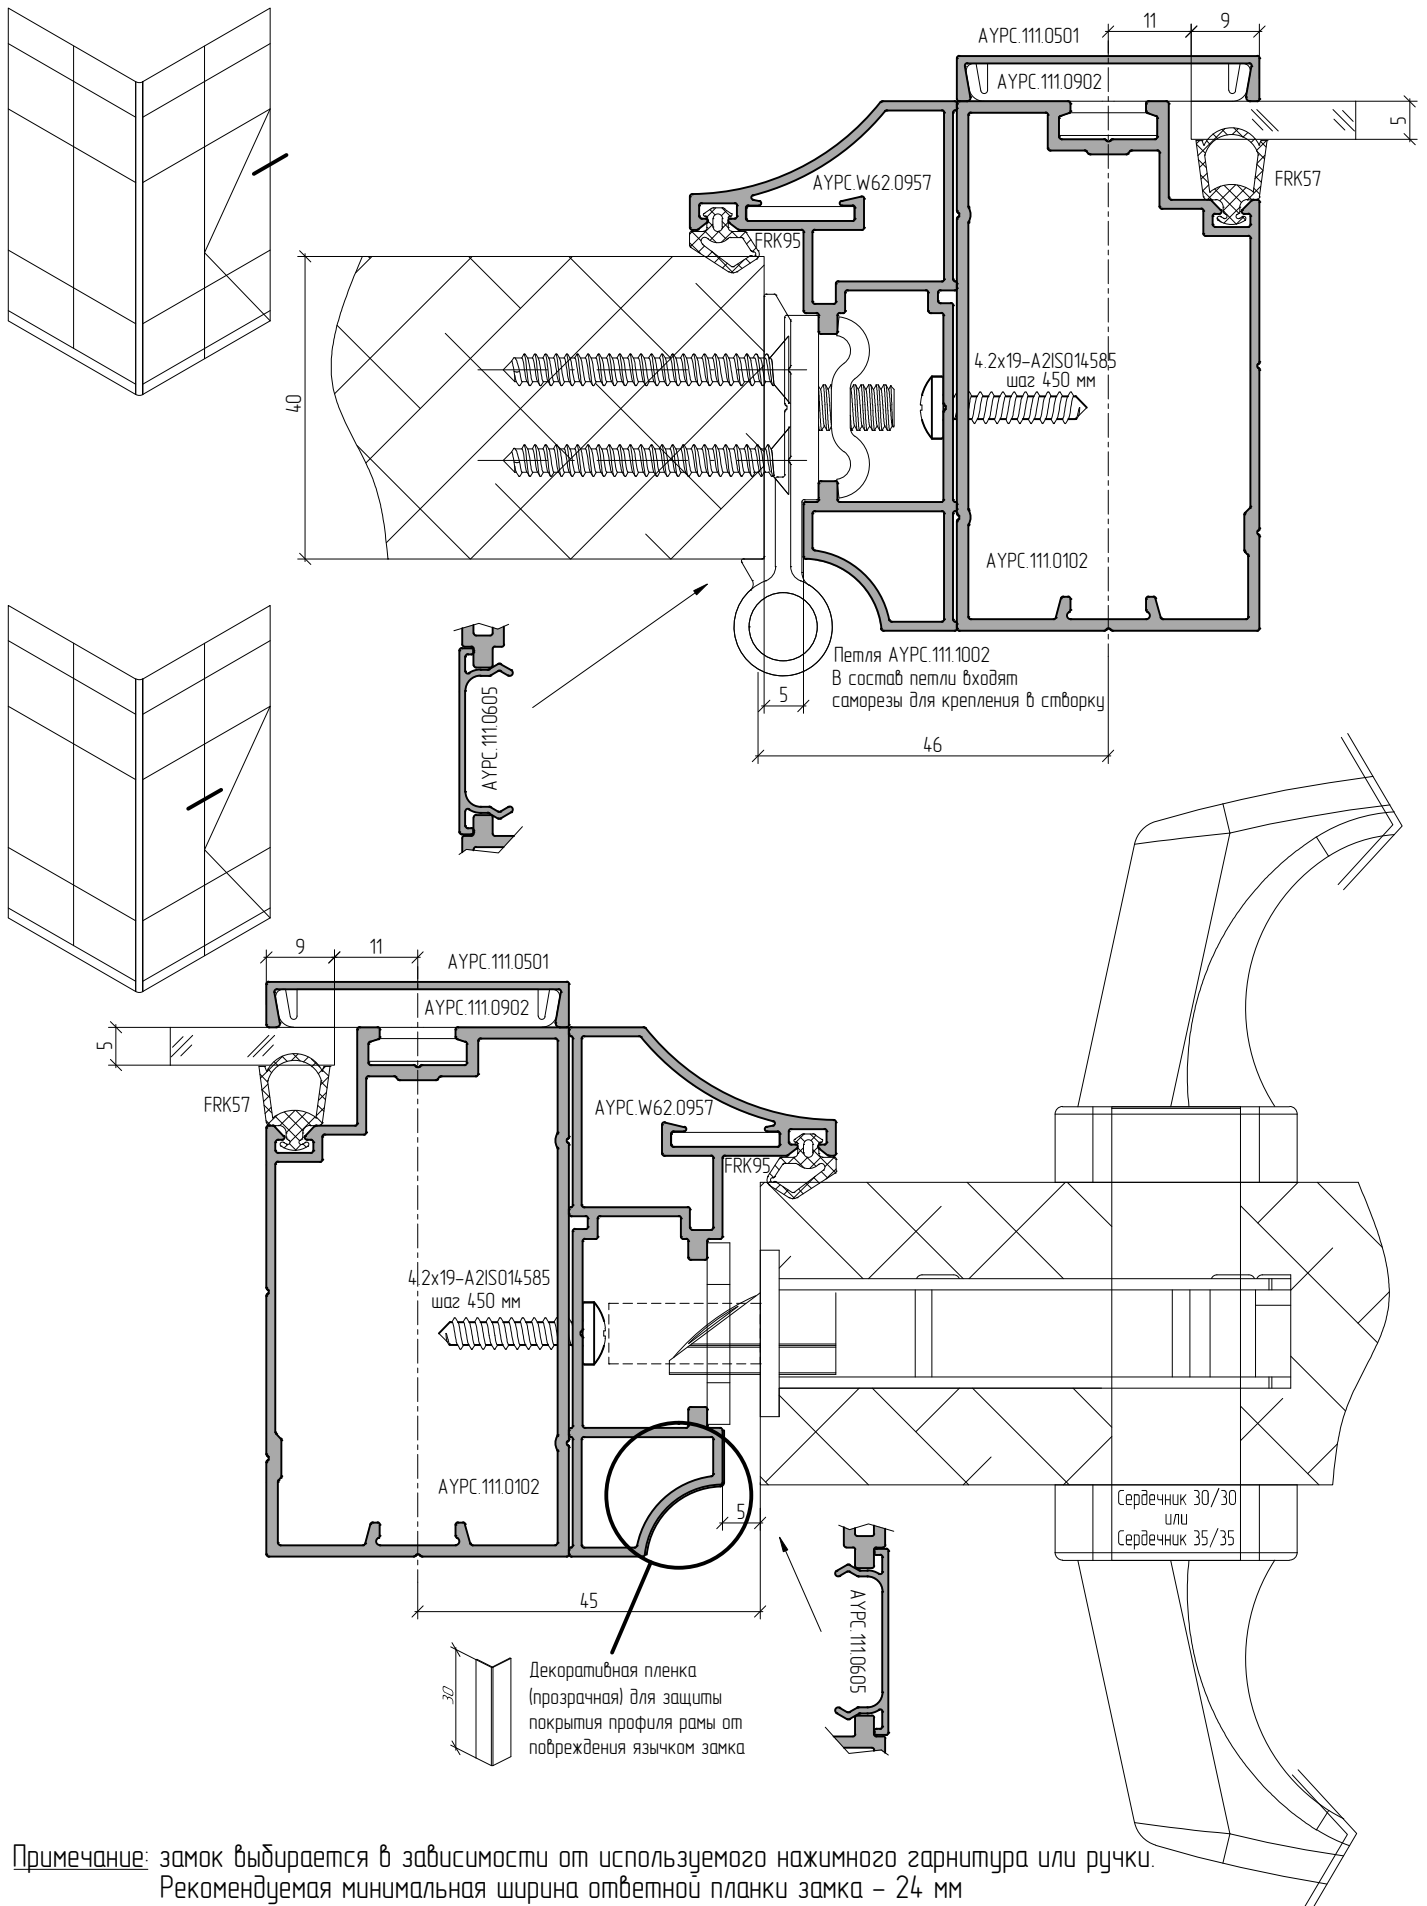 11
9
AYPC.111.0501
AYPC.111.0902
5
AYPC.W62.0957
FRK57
FRK95
4.2x19-A2ISO14585
шаг 450 мм
40
AYPC.111.0102
Петля AYPC.111.1002
В состав петли входят
саморезы для крепления в створку
5
AYPC.111.0605
46
9
11
AYPC.111.0501
AYPC.111.0902
5
FRK57
AYPC.W62.0957
FRK95
4.2x19-A2ISO14585
шаг 450 мм
AYPC.111.0102
5
Сердечник 30/30
или
Сердечник 35/35
45
AYPC.111.0605
30
Декоративная пленка
(прозрачная) для защиты
покрытия профиля рамы от
повреждения язычком замка
Примечание: замок выбирается в зависимости от используемого нажимного гарнитура или ручки.
Рекомендуемая минимальная ширина ответной планки замка – 24 мм